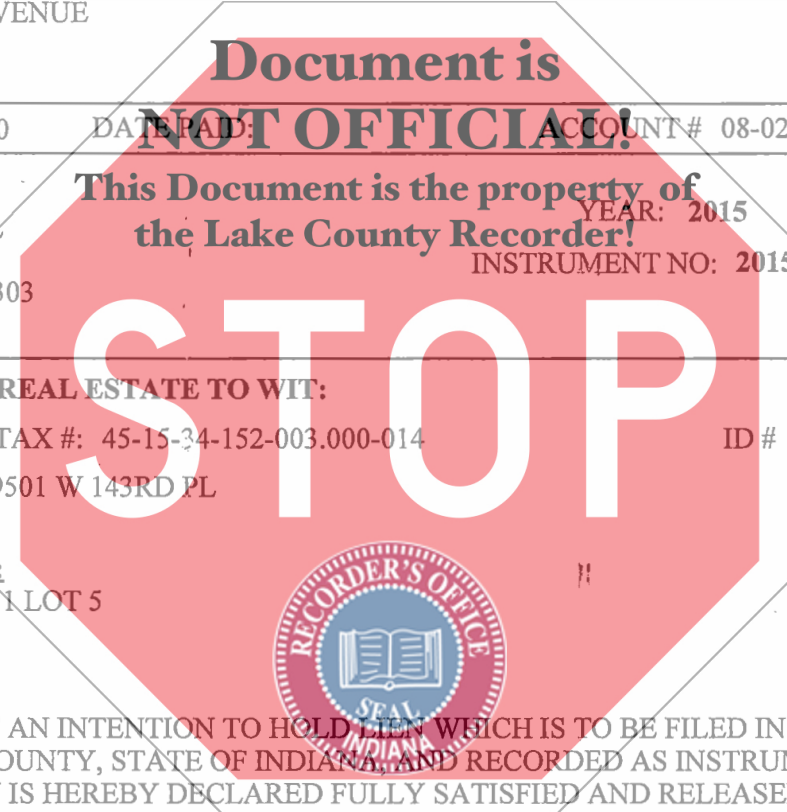 VENUE
Document is
NOT OFFICIAL!
0 DATE PAID: ACCOUNT # 08-02
This Document is the property of
YEAR: 2015
the Lake County Recorder!
INSTRUMENT NO: 2015
303
STOP
REAL ESTATE TO WIT:
TAX #: 45-15-34-152-003.000-014 ID #
9501 W 143RD PL
1 LOT 5
RECORDER'S OFFICE
SEAL
INDIANA
AN INTENTION TO HOLD LIEN WHICH IS TO BE FILED IN
OUNTY, STATE OF INDIANA, AND RECORDED AS INSTRUM
IS HEREBY DECLARED FULLY SATISFIED AND RELEASE